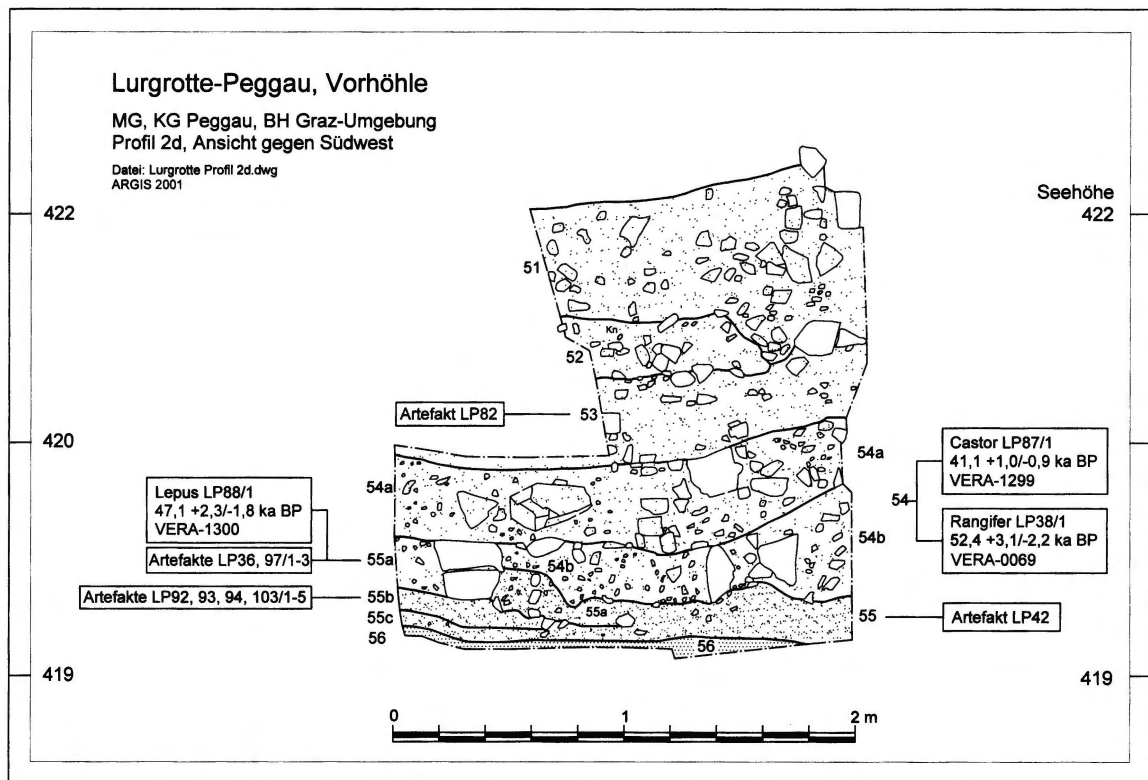 Lurgrotte-Peggau, Vorhöhle
MG, KG Peggau, BH Graz-Umgebung
Profil 2d, Ansicht gegen Südwest
Datei: Lurgrotte Profil 2d.dwg
ARGIS 2001
Seehöhe
422
422
51
Kn
52
Artefakt LP82
53
420
420
54a
54a
Castor LP87/1
41,1 +1,0/-0,9 ka BP
VERA-1299
54
Rangifer LP38/1
52,4 +3,1/-2,2 ka BP
VERA-0069
Lepus LP88/1
47,1 +2,3/-1,8 ka BP
VERA-1300
54b
54b
Artefakte LP36, 97/1-3
55a
Artefakte LP92, 93, 94, 103/1-5
55b
55a
55c
55
Artefakt LP42
56
56
419
419
0
1
2 m